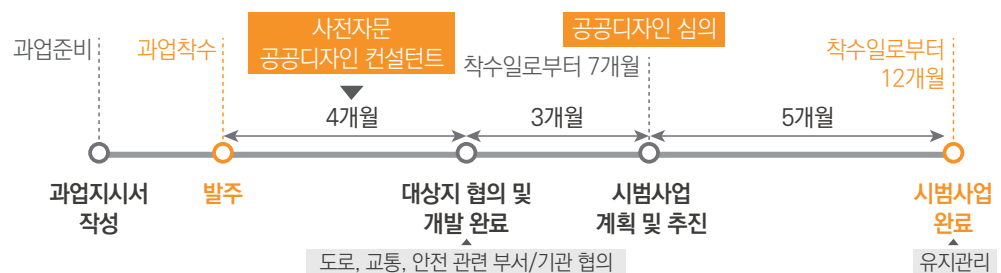 과업준비
과업착수
사전자문
공공디자인 컨설턴트
착수일로부터 7개월
공공디자인 심의
착수일로부터
12개월
4개월
3개월
5개월
과업지시서
작성
발주
대상지 협의 및
개발 완료
시범사업
계획 및 추진
시범사업
완료
도로, 교통, 안전 관련 부서/기관 협의
유지관리